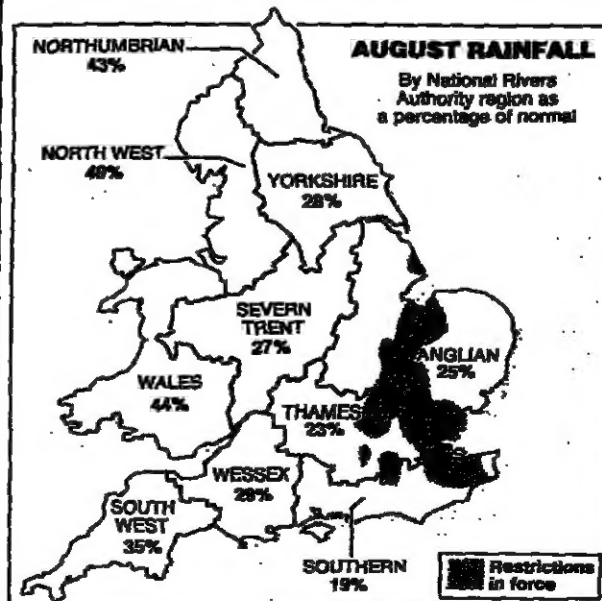 AUGUST RAINFALL
By National Rivers
Authority region as
a percentage of normal
NORTHUMBRIAN
43%
NORTH WEST
YORKSHIRE
28%
SEVERN
TRENT
27%
ANGLIAN
25%
WALES
44%
THAMES
23%
WESSEX
SOUTH
WEST
35%
SOUTHERN
19%
Restrictions
in force